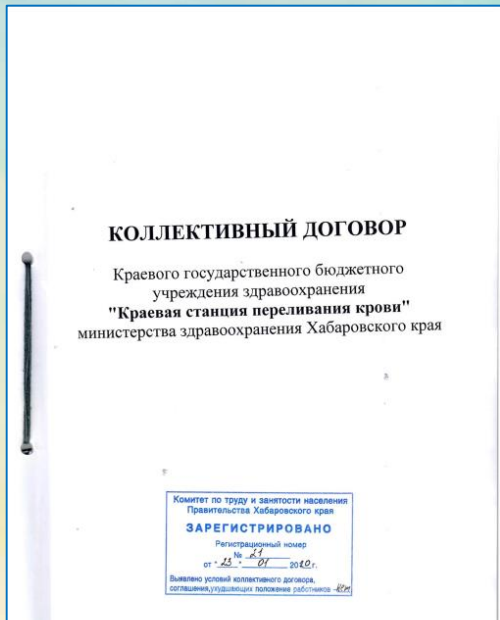 КОЛЛЕКТИВНЫЙ ДОГОВОР
Краевого государственного бюджетного
учреждения здравоохранения
"Краевая станция переливания крови"
министерства здравоохранения Хабаровского края
Комитет по труду и занятости населения
Правительства Хабаровского края
ЗАРЕГИСТРИРОВАНО
Регистрационный номер
№ 21
от "23" 01 2020 г.
Выявлено условий коллективного договора,
соглашения,ухудшающих положение работников -